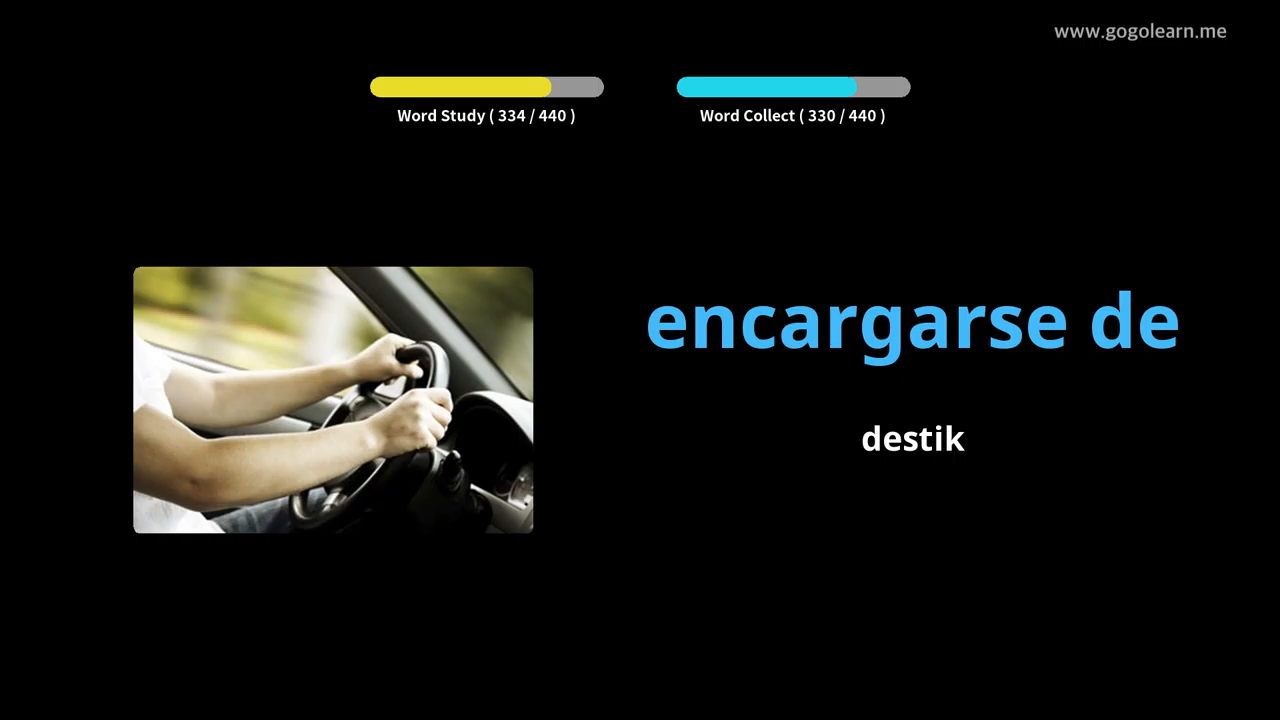 www.gogolearn.me
Word Study ( 334 / 440 )
Word Collect ( 330 / 440 )
encargarse de
destik